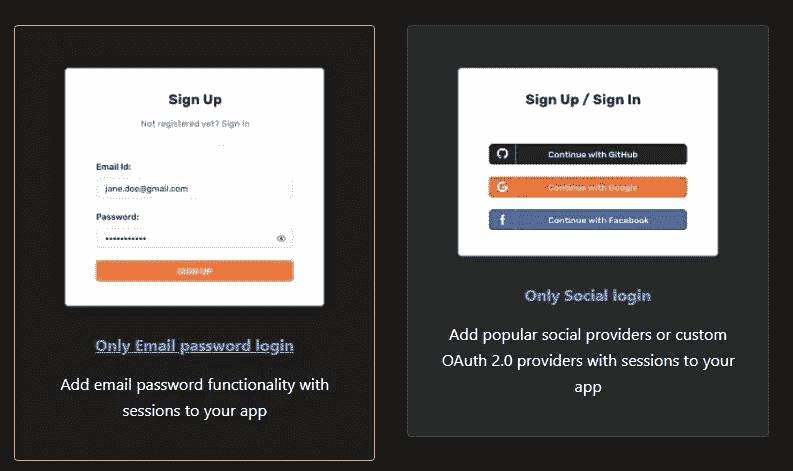 Sign Up
Not registered yet? Sign In
Email Id:
jane.doe@gmail.com
Password:
SIGN UP
Only Email password login
Add email password functionality with
sessions to your app
Sign Up / Sign In
Continue with GitHub
Continue with Google
Continue with Facebook
Only Social login
Add popular social providers or custom
OAuth 2.0 providers with sessions to your
app